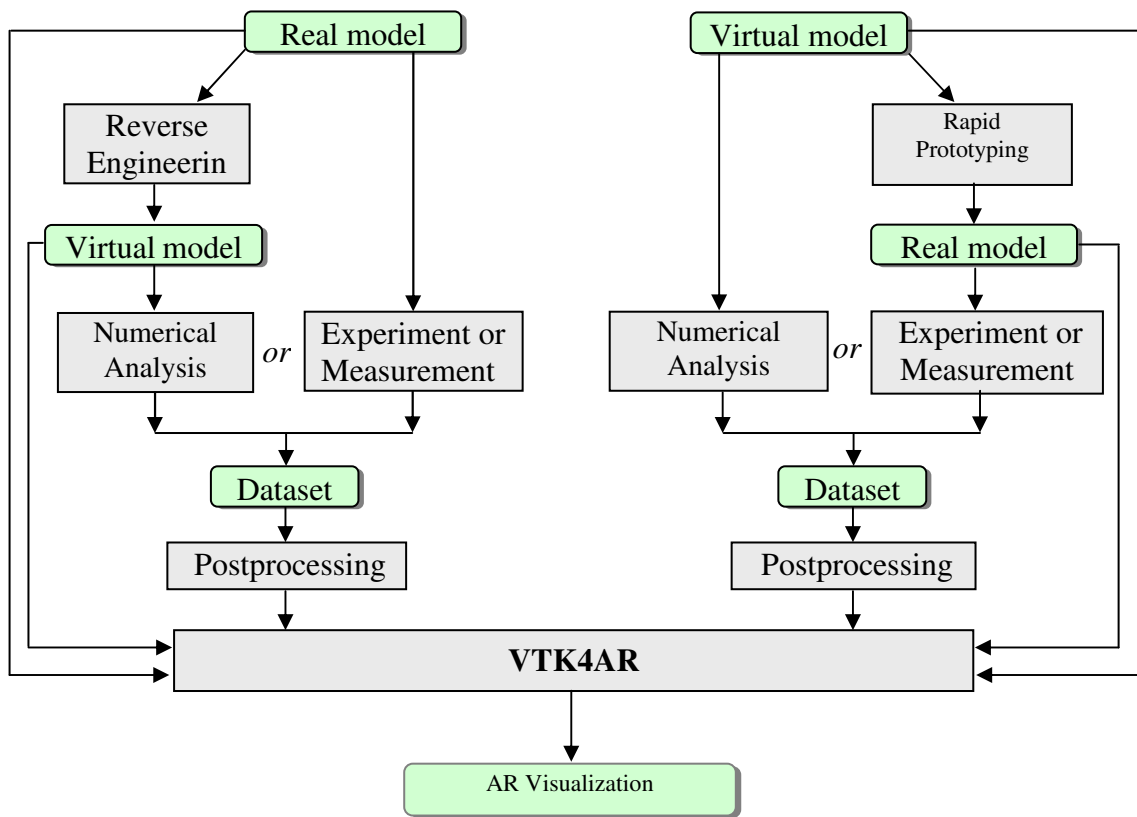 Real model
Virtual model
Reverse
Engineerin
Rapid
Prototyping
Virtual model
Real model
Numerical
Analysis
or
Experiment or
Measurement
Numerical
Analysis
or
Experiment or
Measurement
Dataset
Dataset
Postprocessing
Postprocessing
VTK4AR
AR Visualization